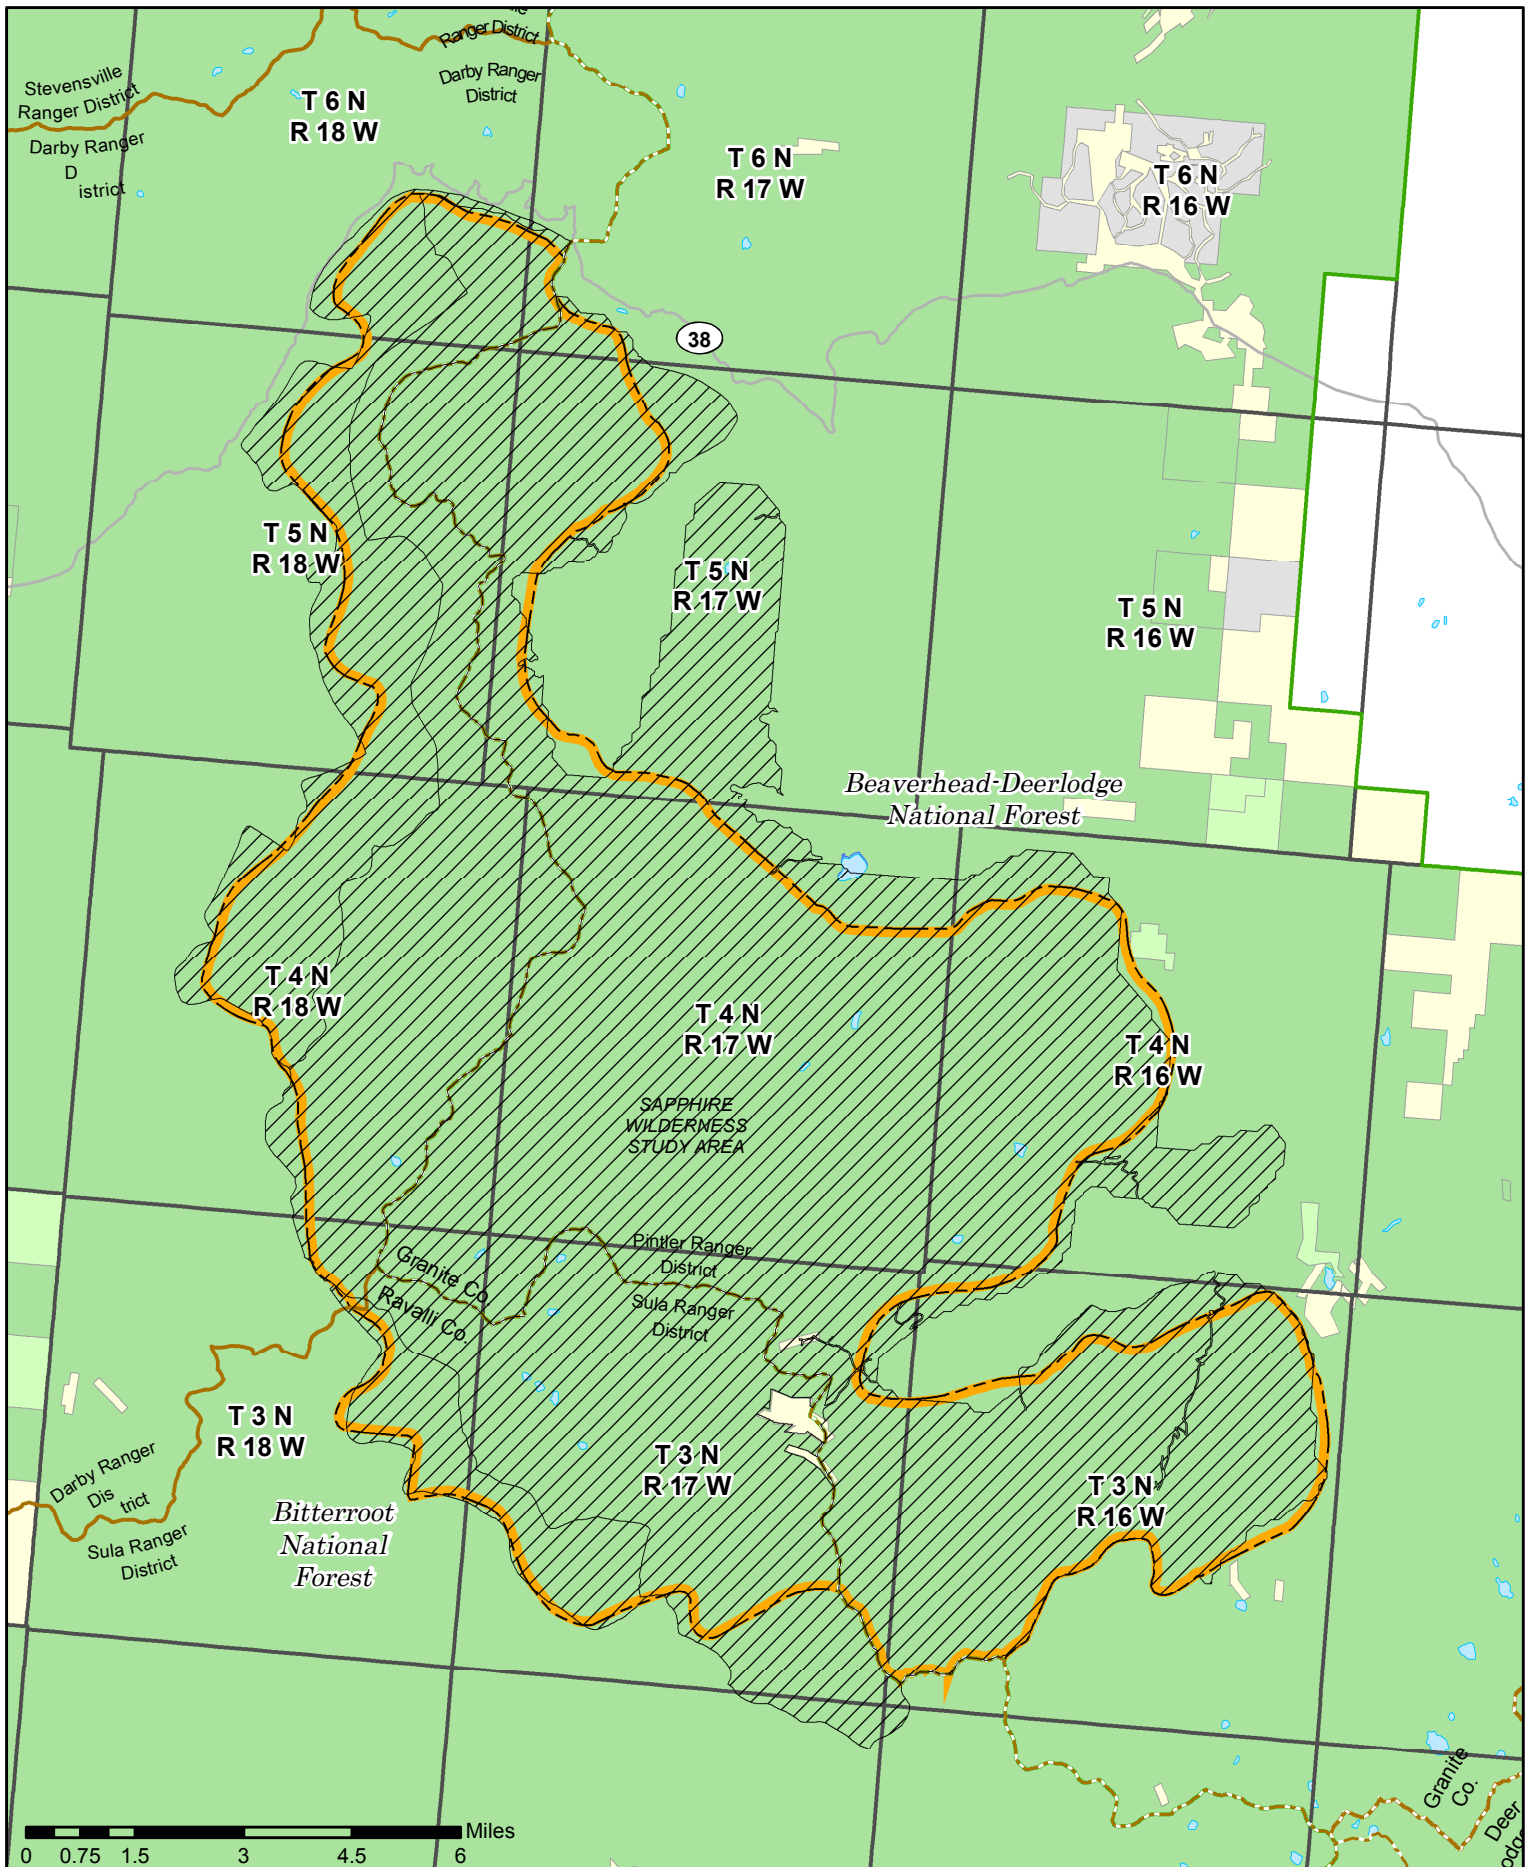 Ranger District
Stevensville
Ranger District
Darby Ranger
District
T 6 N
R 18 W
Darby Ranger
D
istrict
T 6 N
R 17 W
T 6 N
R 16 W
38
T 5 N
R 18 W
T 5 N
R 17 W
T 5 N
R 16 W
Beaverhead-Deerlodge
National Forest
T 4 N
R 18 W
T 4 N
R 17 W
T 4 N
R 16 W
SAPPHIRE
WILDERNESS
STUDY AREA
Pintler Ranger
District
Granite Co.
Ravalli Co.
Sula Ranger
District
T 3 N
R 18 W
T 3 N
R 17 W
T 3 N
R 16 W
Darby Ranger
Dis
trict
Sula Ranger
District
Bitterroot
National
Forest
Granite
Co.
Deer
Miles
0 0.75 1.5 3 4.5 6